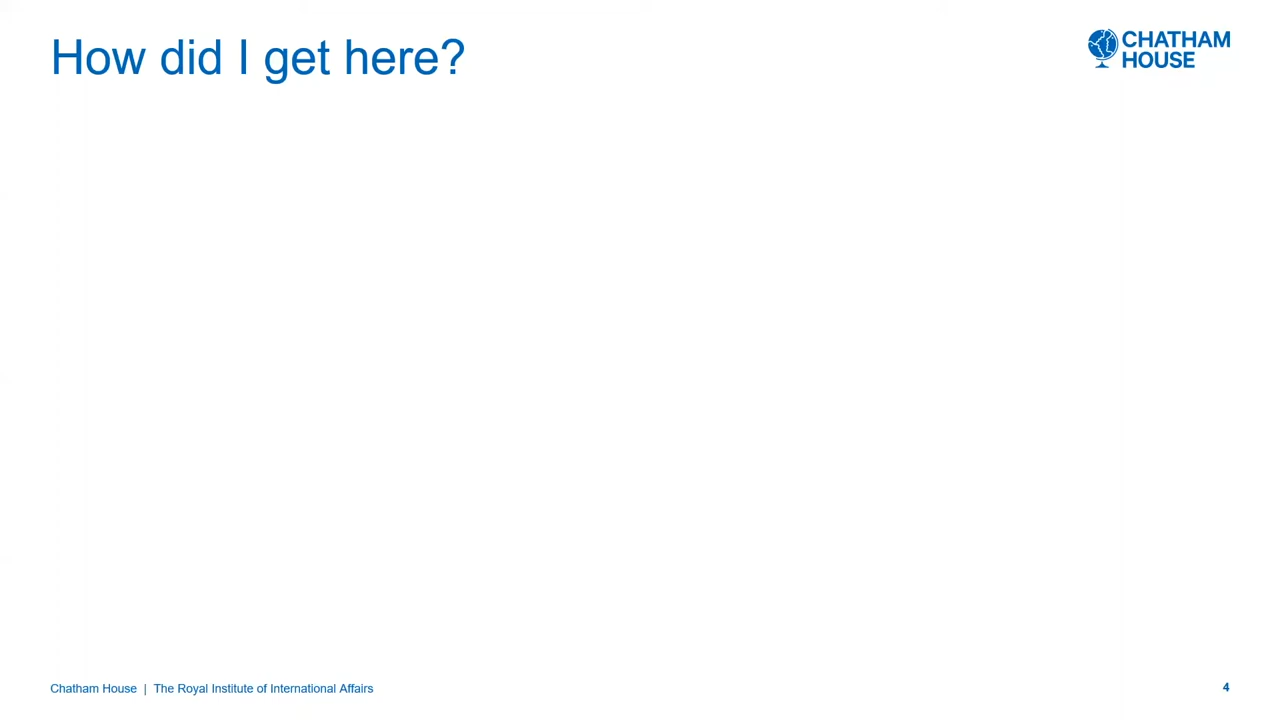 How did I get here?
CHATHAM
HOUSE
Chatham House | The Royal Institute of International Affairs
4